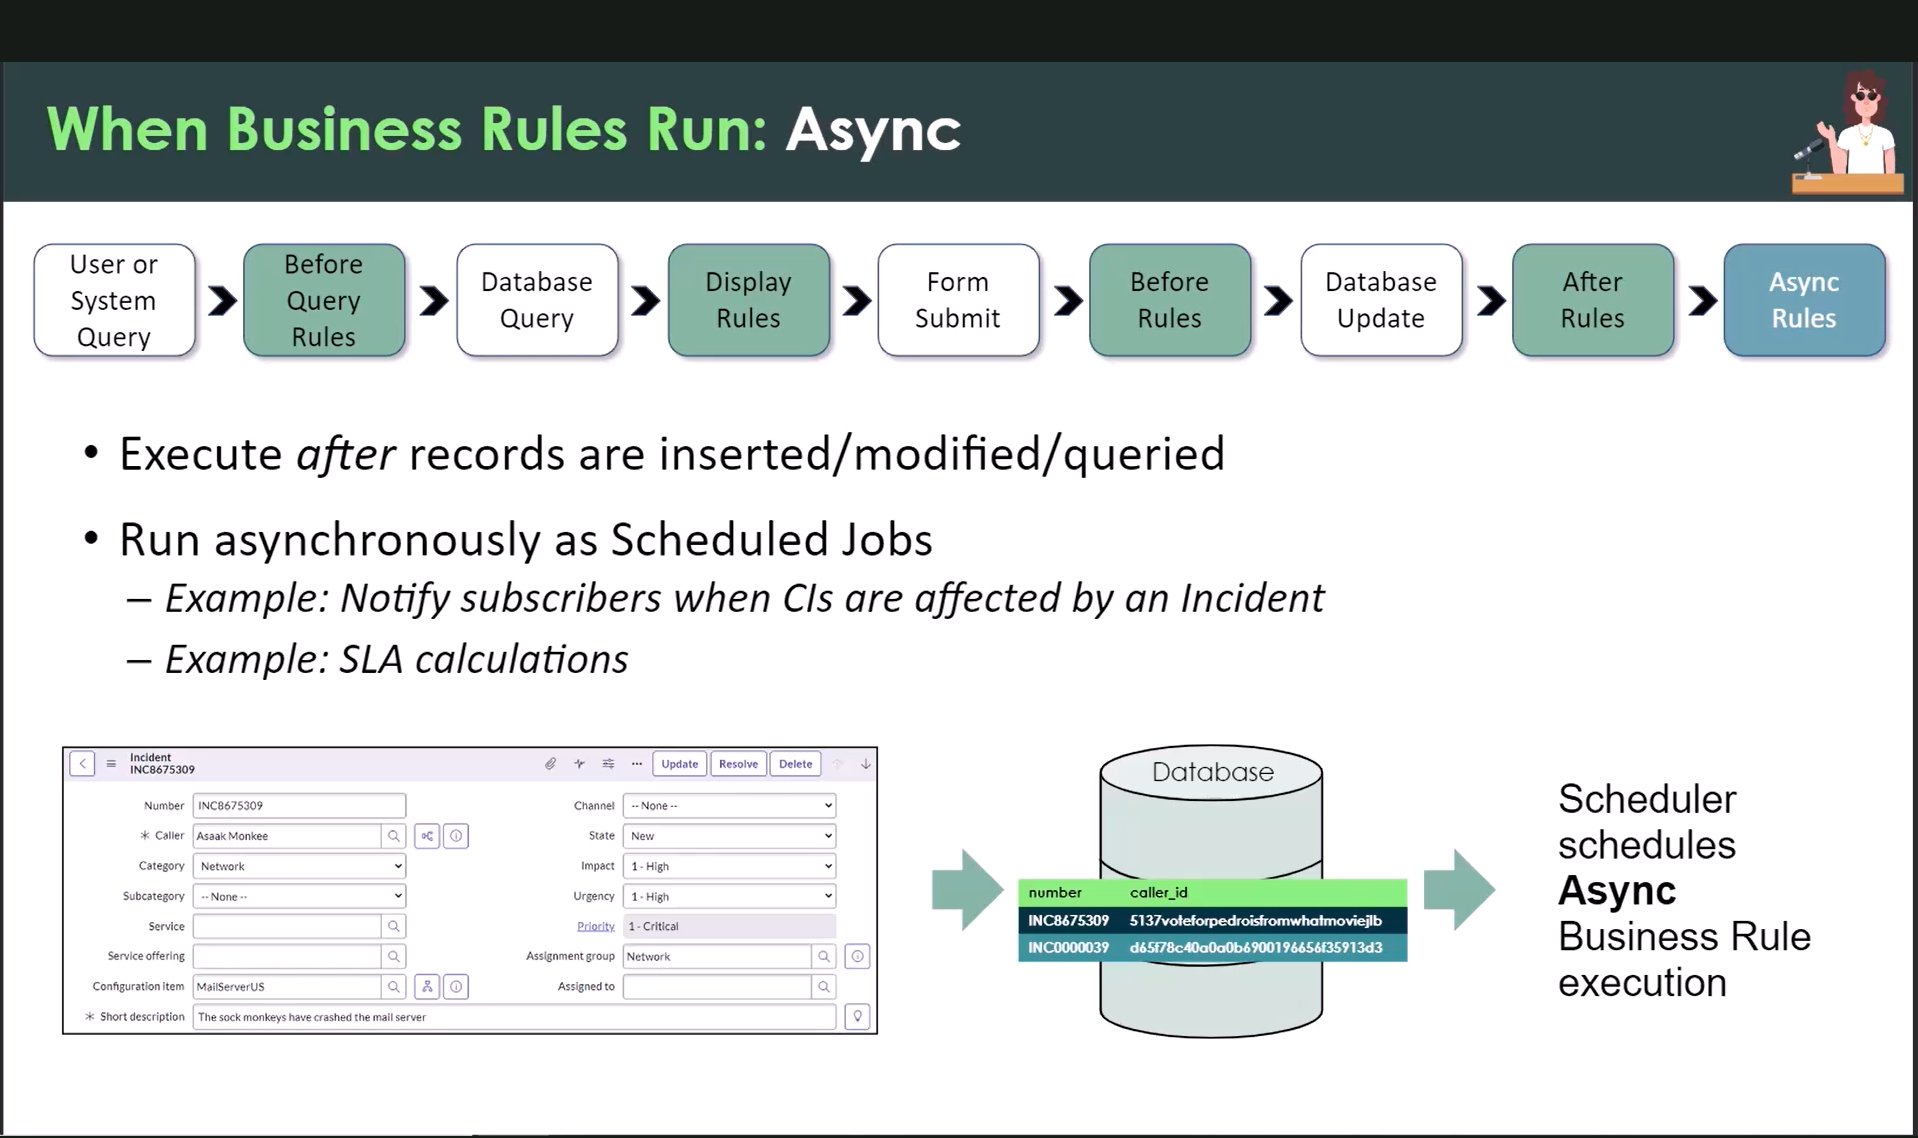 When Business Rules Run: Async
User or
System
Query
Before
Query
Rules
Database
Query
Display
Rules
Form
Submit
Before
Rules
Database
Update
After
Rules
Async
Rules
• Execute after records are inserted/modified/queried
• Run asynchronously as Scheduled Jobs
– Example: Notify subscribers when CIs are affected by an Incident
– Example: SLA calculations
Incident
INC8675309
Update
Resolve
Delete
Number INC8675309
Caller Asaak Monkee
Category Network
Subcategory -- None --
Service
Service offering
Configuration item MailServerUS
Channel -- None --
State New
Impact 1 - High
Urgency 1 - High
Priority 1 - Critical
Assignment group Network
Assigned to
Short description The sock monkeys have crashed the mail server
Database
number caller_id
INC8675309 5137voteforpedroisfromwhatmoviejlb
INC0000039 d65f78c40a0a0b6900196656f35913d3
Scheduler
schedules
Async
Business Rule
execution